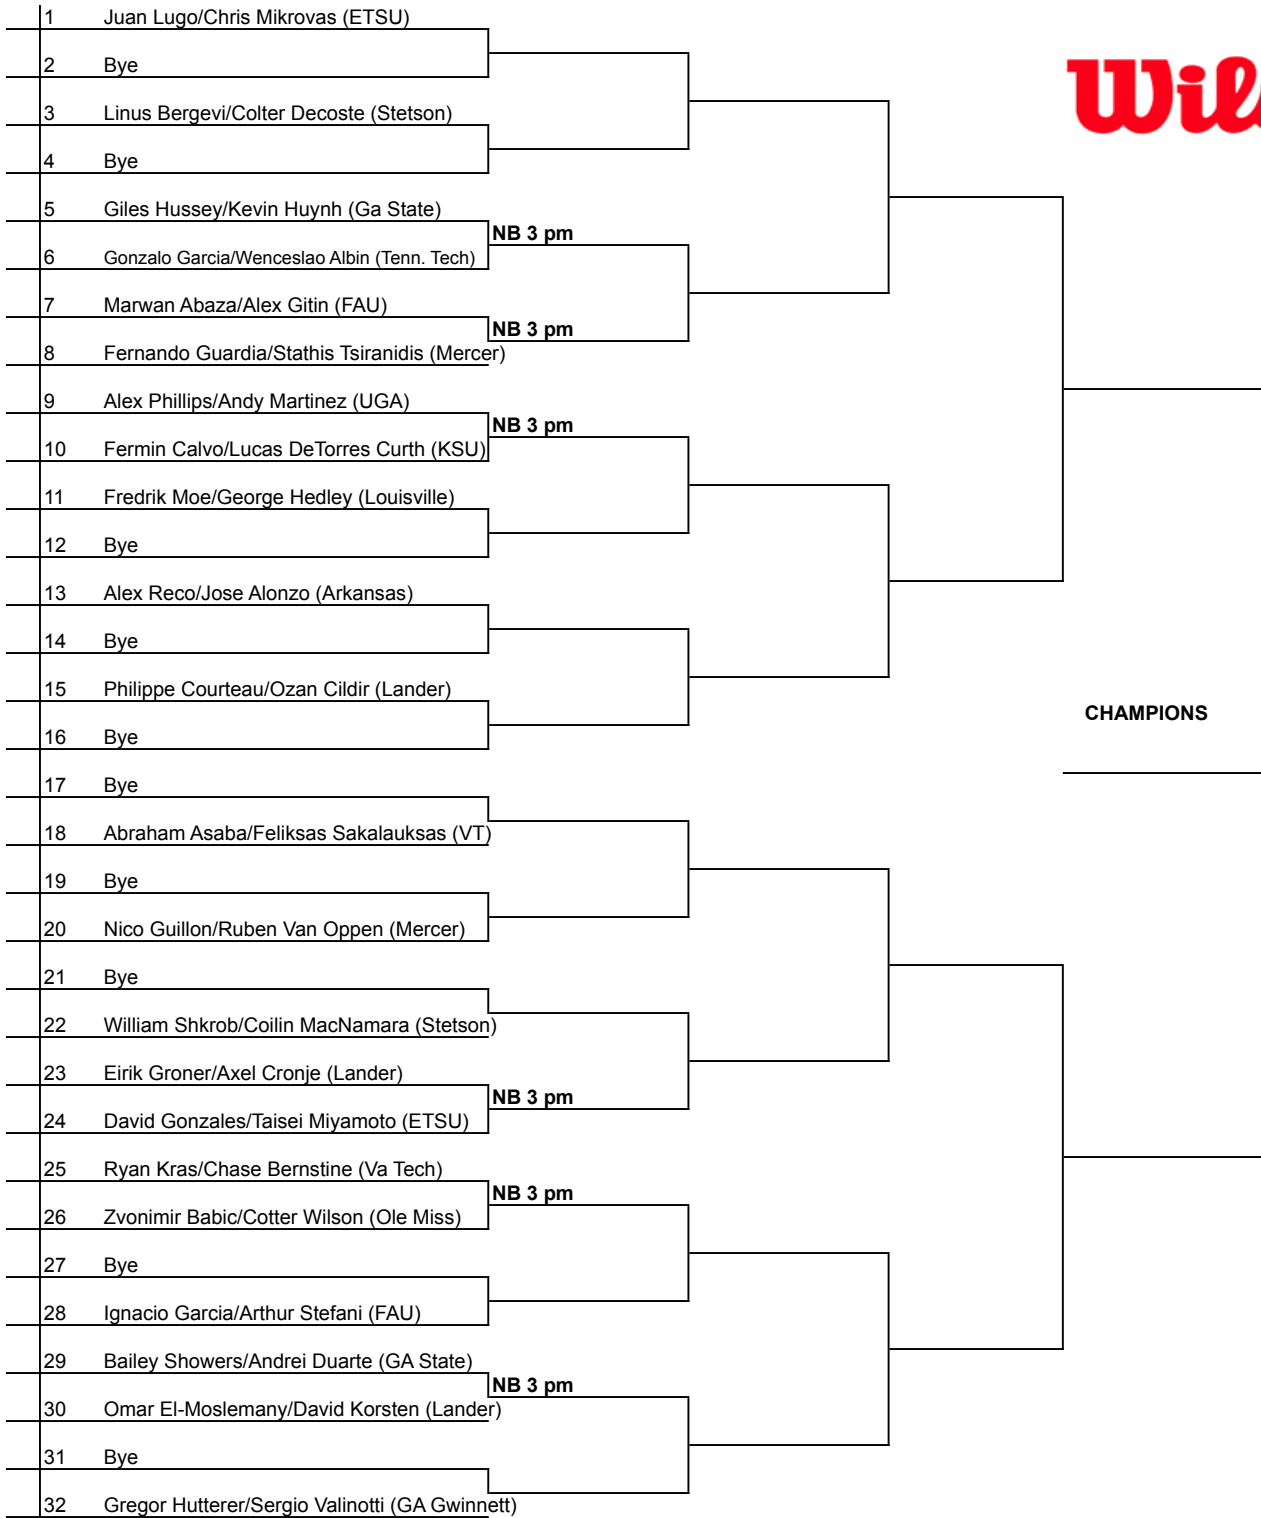 1 Juan Lugo/Chris Mikrovas (ETSU)
2 Bye
3 Linus Bergevi/Colter Decoste (Stetson)
4 Bye
5 Giles Hussey/Kevin Huynh (Ga State)
NB 3 pm
6 Gonzalo Garcia/Wenceslao Albin (Tenn. Tech)
7 Marwan Abaza/Alex Gitin (FAU)
NB 3 pm
8 Fernando Guardia/Stathis Tsiranidis (Mercer)
9 Alex Phillips/Andy Martinez (UGA)
NB 3 pm
10 Fermin Calvo/Lucas DeTorres Curth (KSU)
11 Fredrik Moe/George Hedley (Louisville)
12 Bye
13 Alex Reco/Jose Alonzo (Arkansas)
14 Bye
15 Philippe Courteau/Ozan Cildir (Lander)
CHAMPIONS
16 Bye
17 Bye
18 Abraham Asaba/Feliksas Sakalauksas (VT)
19 Bye
20 Nico Guillon/Ruben Van Oppen (Mercer)
21 Bye
22 William Shkrob/Coilin MacNamara (Stetson)
23 Eirik Groner/Axel Cronje (Lander)
NB 3 pm
24 David Gonzales/Taisei Miyamoto (ETSU)
25 Ryan Kras/Chase Bernstine (Va Tech)
NB 3 pm
26 Zvonimir Babic/Cotter Wilson (Ole Miss)
27 Bye
28 Ignacio Garcia/Arthur Stefani (FAU)
29 Bailey Showers/Andrei Duarte (GA State)
NB 3 pm
30 Omar El-Moslemany/David Korsten (Lander)
31 Bye
32 Gregor Hutterer/Sergio Valinotti (GA Gwinnett)